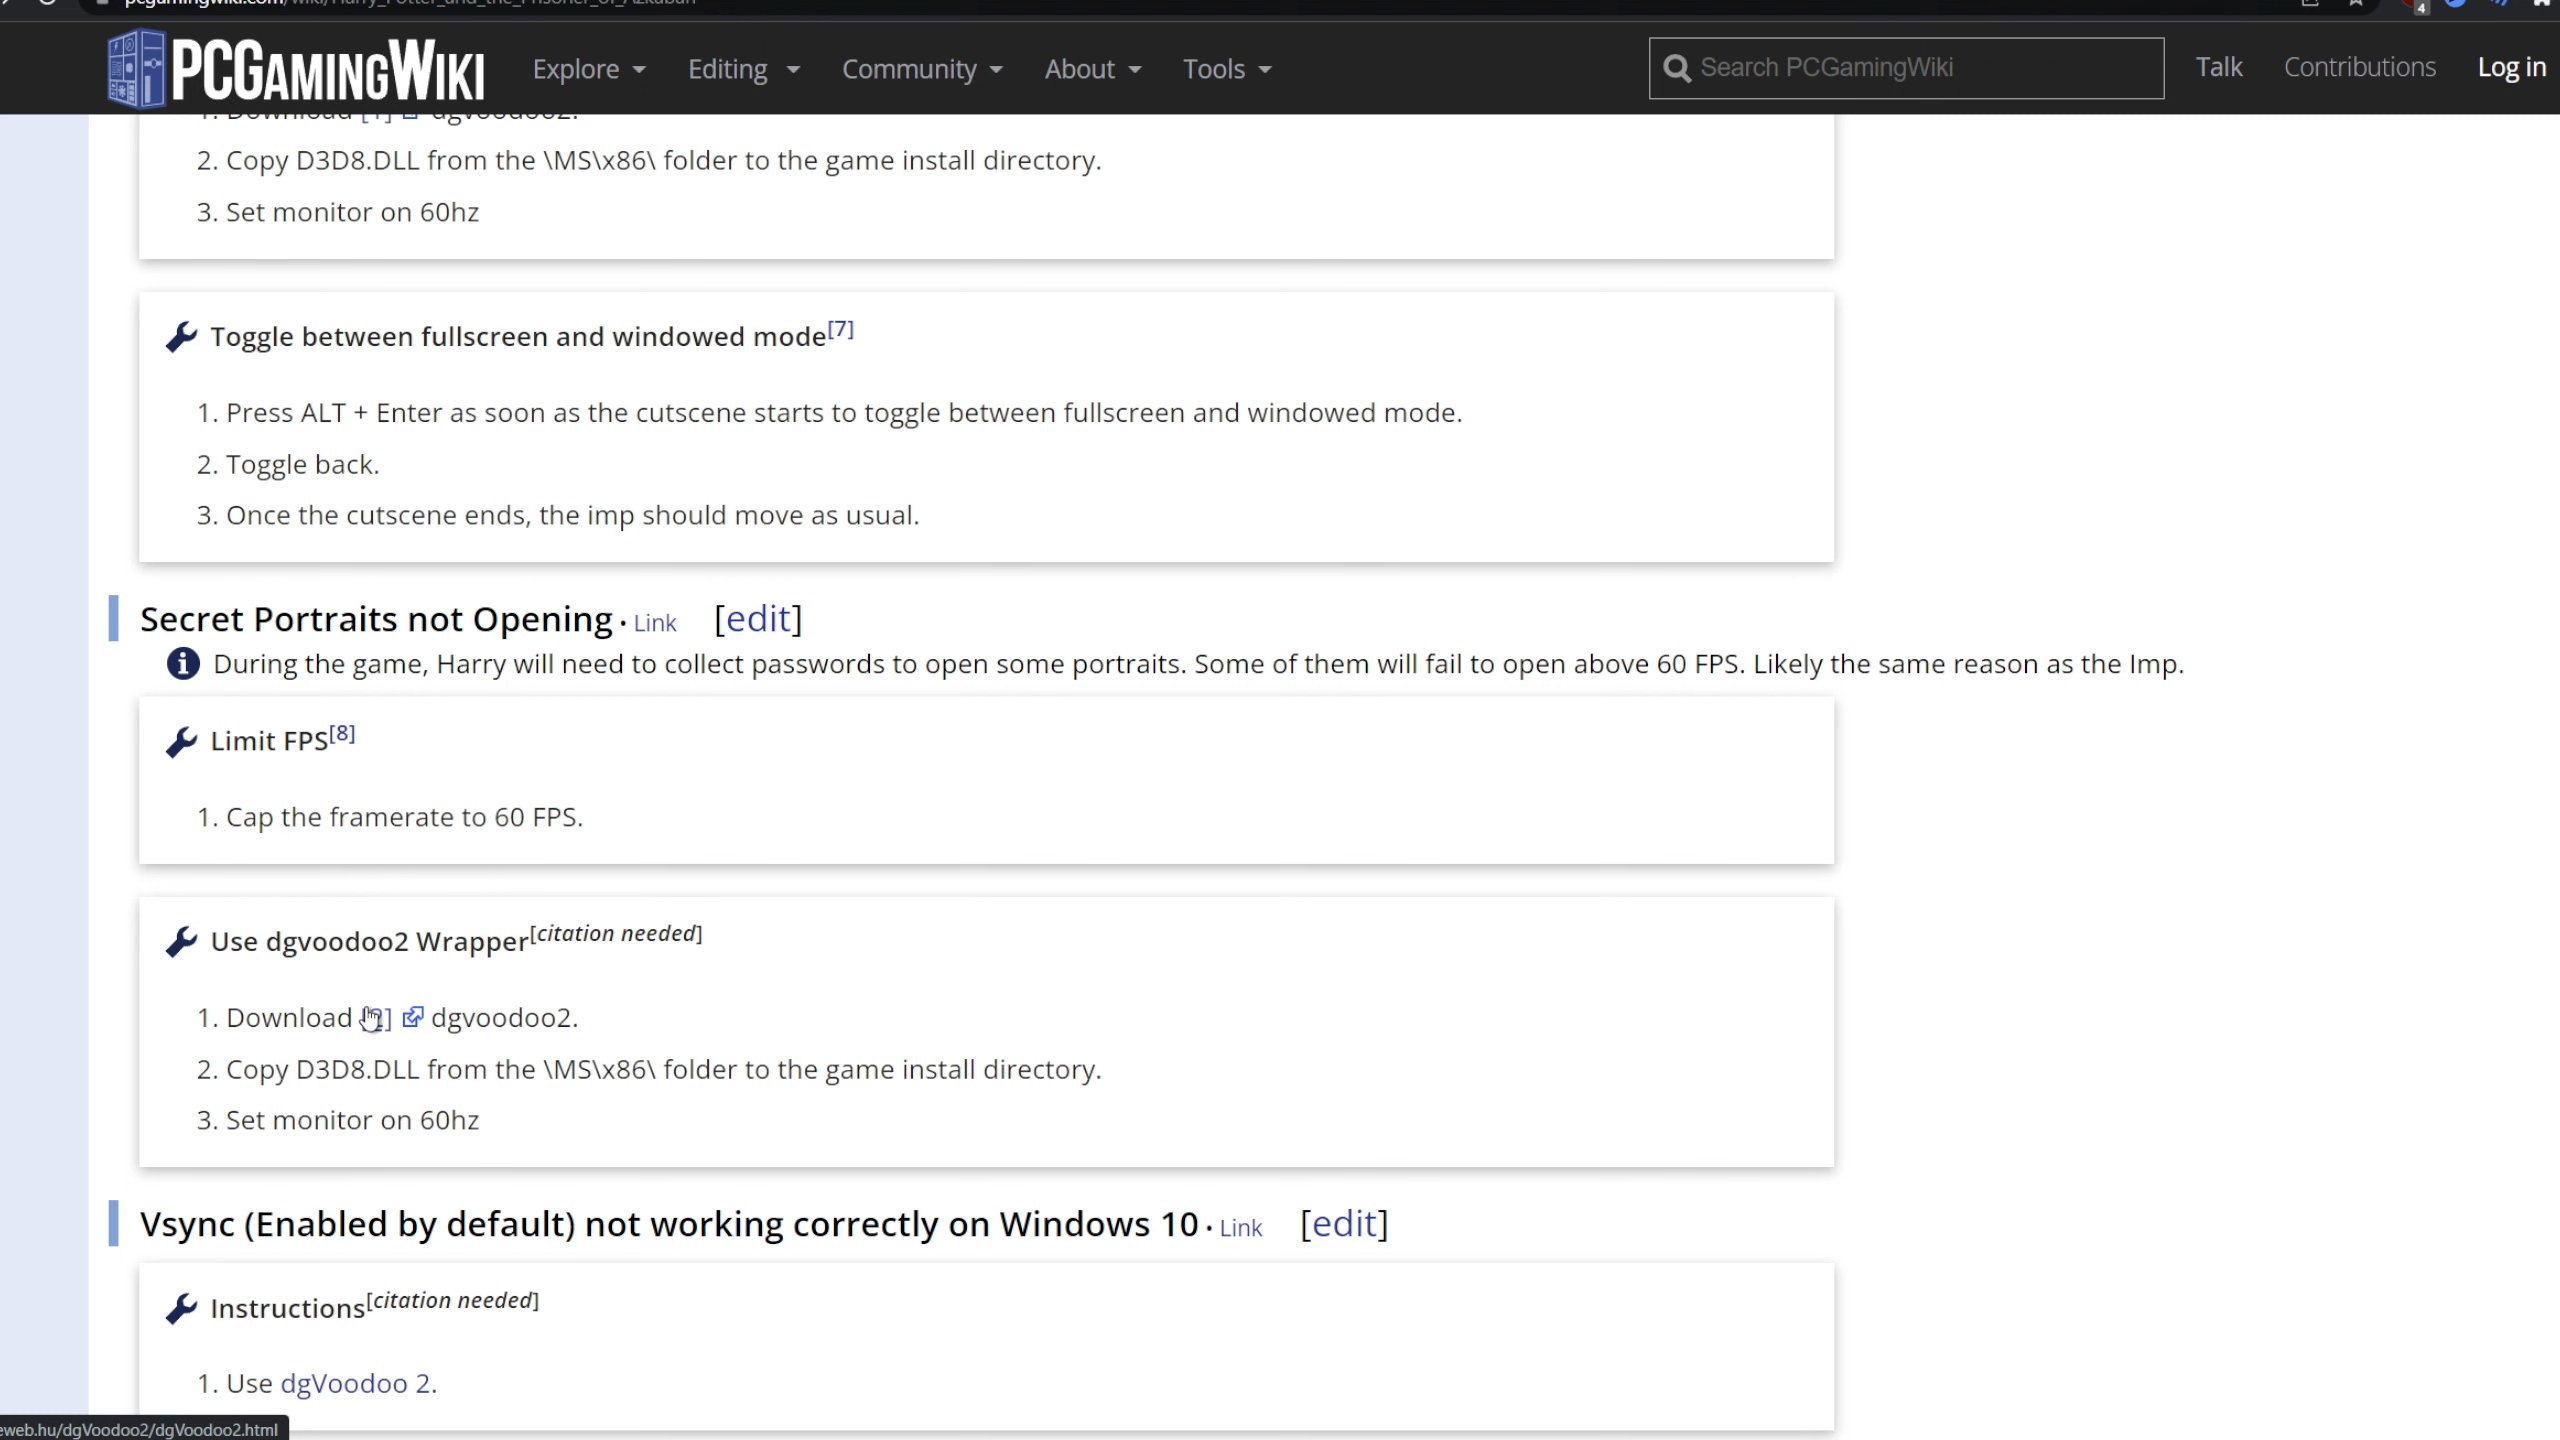 PCGamingWiki
Explore
Editing
Community
About
Tools
Search PCGamingWiki
Talk
Contributions
Log in
4
2. Copy D3D8.DLL from the \MS\x86\ folder to the game install directory.
3. Set monitor on 60hz
Toggle between fullscreen and windowed mode[7]
1. Press ALT + Enter as soon as the cutscene starts to toggle between fullscreen and windowed mode.
2. Toggle back.
3. Once the cutscene ends, the imp should move as usual.
Secret Portraits not Opening · Link [edit]
During the game, Harry will need to collect passwords to open some portraits. Some of them will fail to open above 60 FPS. Likely the same reason as the Imp.
Limit FPS[8]
1. Cap the framerate to 60 FPS.
Use dgvoodoo2 Wrapper[citation needed]
1. Download dgvoodoo2.
2. Copy D3D8.DLL from the \MS\x86\ folder to the game install directory.
3. Set monitor on 60hz
Vsync (Enabled by default) not working correctly on Windows 10 · Link [edit]
Instructions[citation needed]
1. Use dgVoodoo 2.
eweb.hu/dgVoodoo2/dgVoodoo2.html